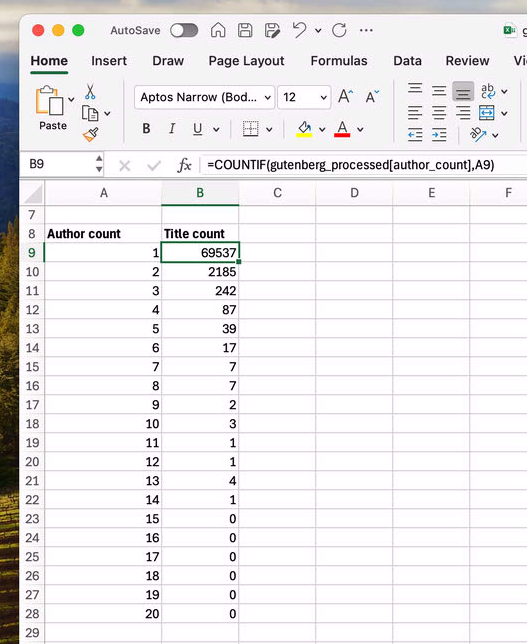 AutoSave
Home Insert Draw Page Layout Formulas Data Review
Paste
Aptos Narrow (Bod... 12 A A
B I U A
ab
B9 fx =COUNTIF(gutenberg_processed[author_count],A9)
A B C D E F
7
8 Author count Title count
9 1 69537
10 2 2185
11 3 242
12 4 87
13 5 39
14 6 17
15 7 7
16 8 7
17 9 2
18 10 3
19 11 1
20 12 1
21 13 4
22 14 1
23 15 0
24 16 0
25 17 0
26 18 0
27 19 0
28 20 0
29